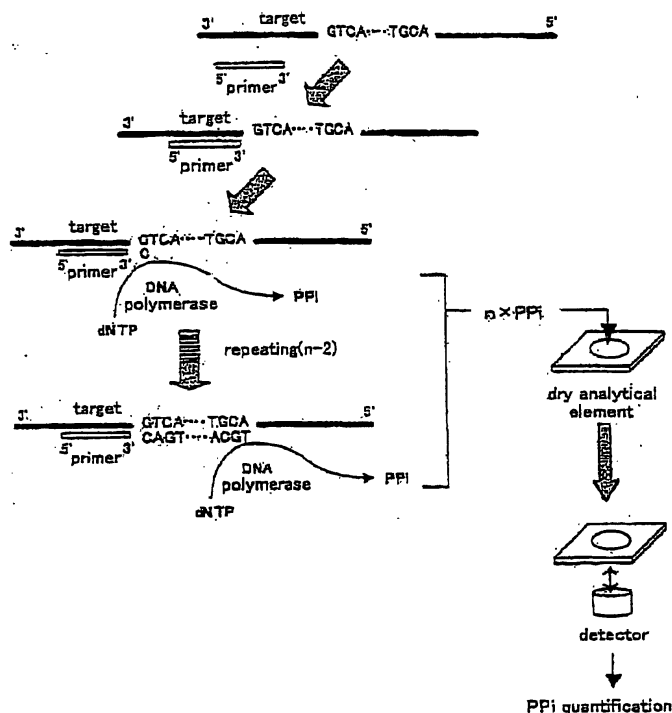 3' target 5'
GTCA·····TGCA
5' 3'
primer
3' target
GTCA·····TGCA
5' 3'
primer
3' target 5'
GTCA·····TGCA
C
5' 3'
primer
DNA
polymerase
PPi
dNTP
n×PPi
repeating(n-2)
dry analytical
element
3' target 5'
GTCA·····TGCA
CAGT·····ACGT
5' 3'
primer
DNA
polymerase
PPi
dNTP
detector
PPi quantification